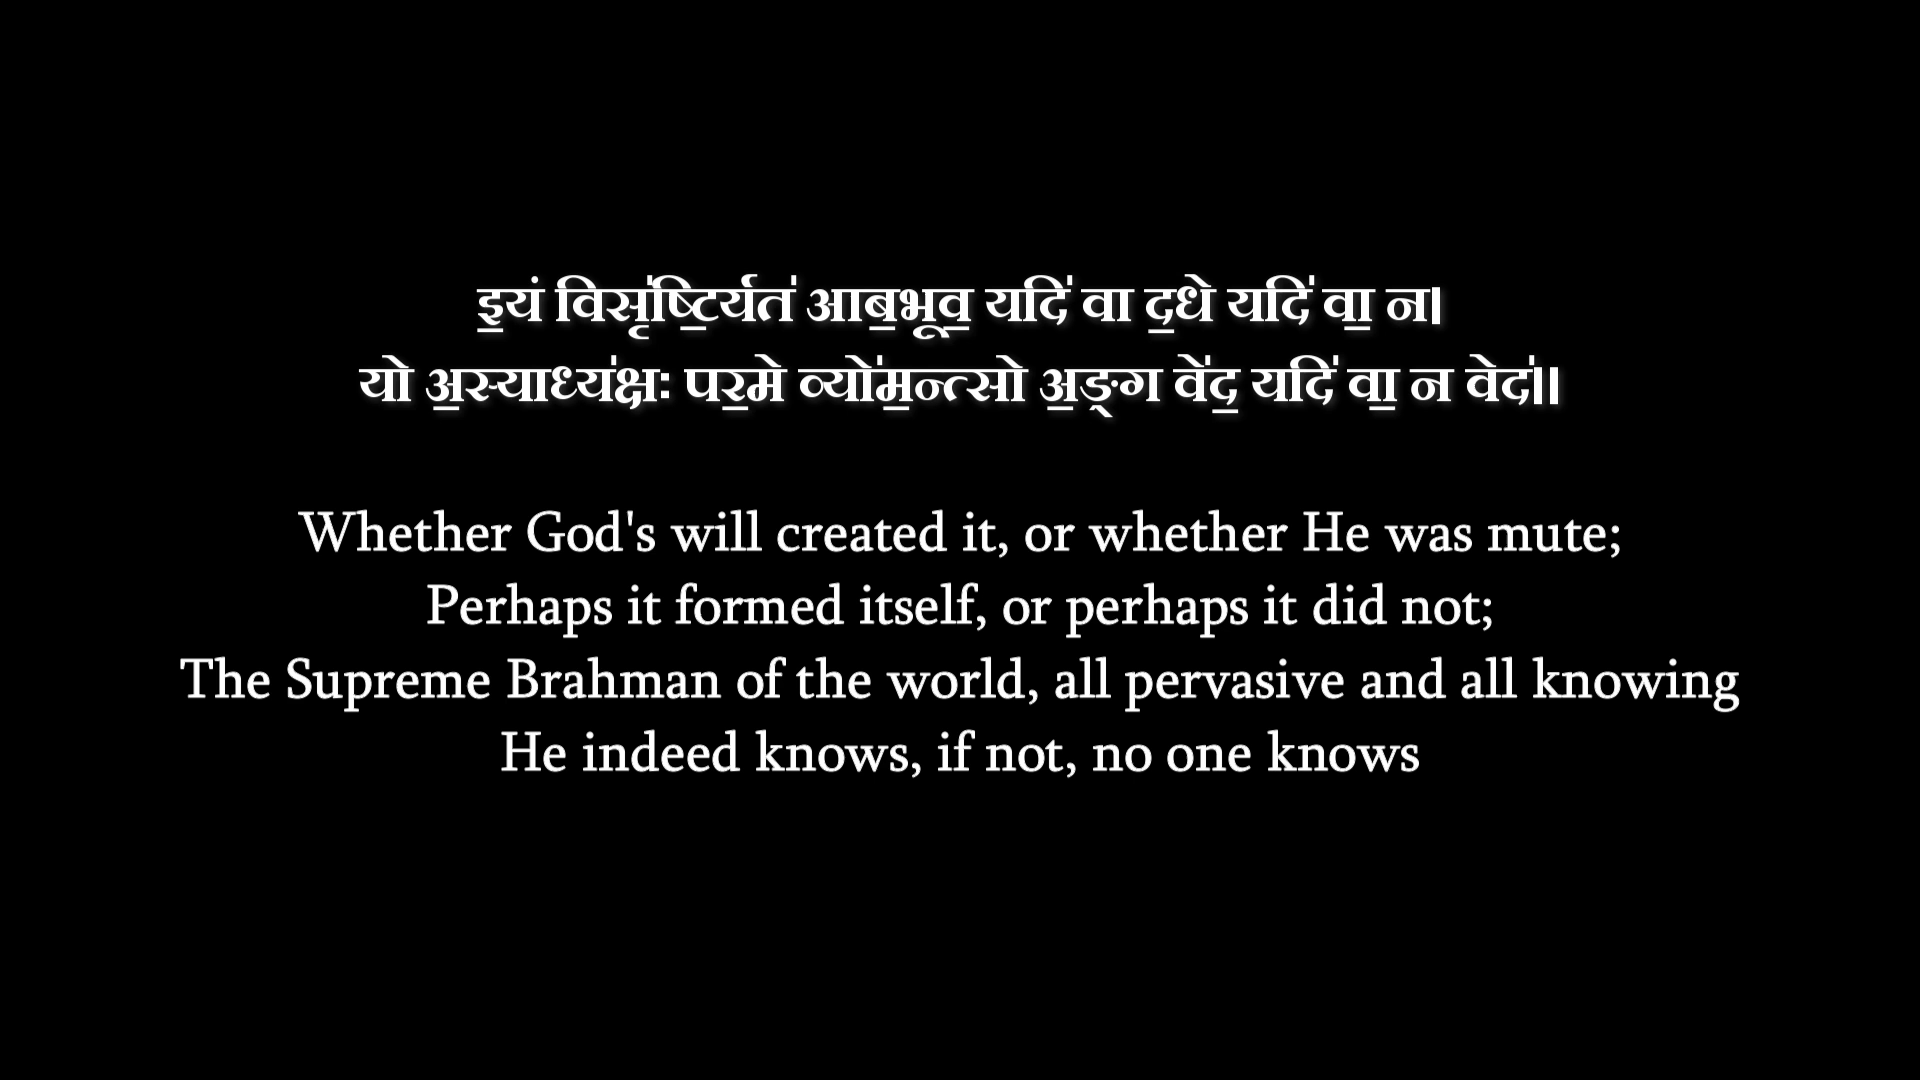 इ॒यं विसृ॑ष्टि॒र्यत॑ आब॒भूव॒ यदि॑ वा द॒धे यदि॑ वा॒ न।
यो अ॒स्याध्य॑क्षः पर॒मे व्यो॑म॒न्त्सो अ॒ङ्ग वे॑द॒ यदि॑ वा॒ न वेद॑॥
Whether God's will created it, or whether He was mute;
Perhaps it formed itself, or perhaps it did not;
The Supreme Brahman of the world, all pervasive and all knowing
He indeed knows, if not, no one knows